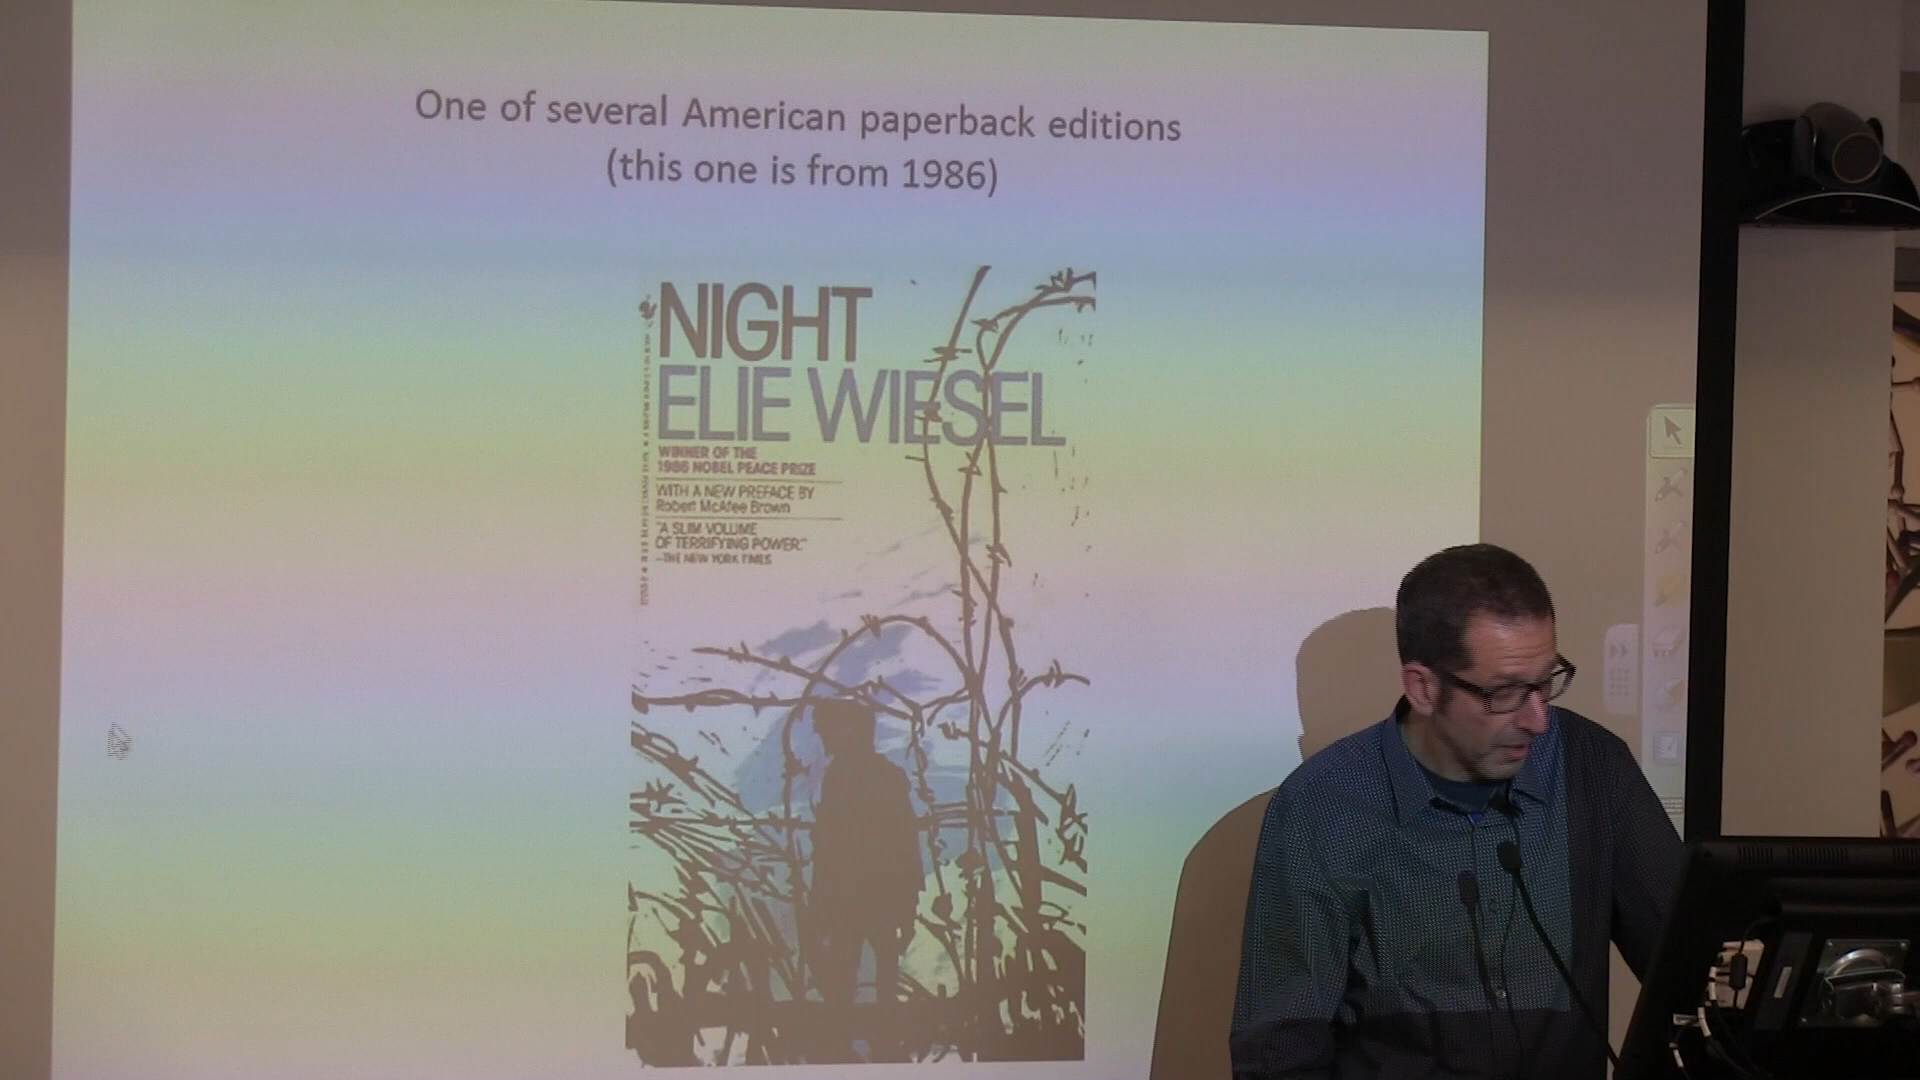 One of several American paperback editions
(this one is from 1986)
NIGHT
ELIE WIESEL
WINNER OF THE
1986 NOBEL PEACE PRIZE
WITH A NEW PREFACE BY
Robert McAfee Brown
"A SLIM VOLUME
OF TERRIFYING POWER."
—THE NEW YORK TIMES